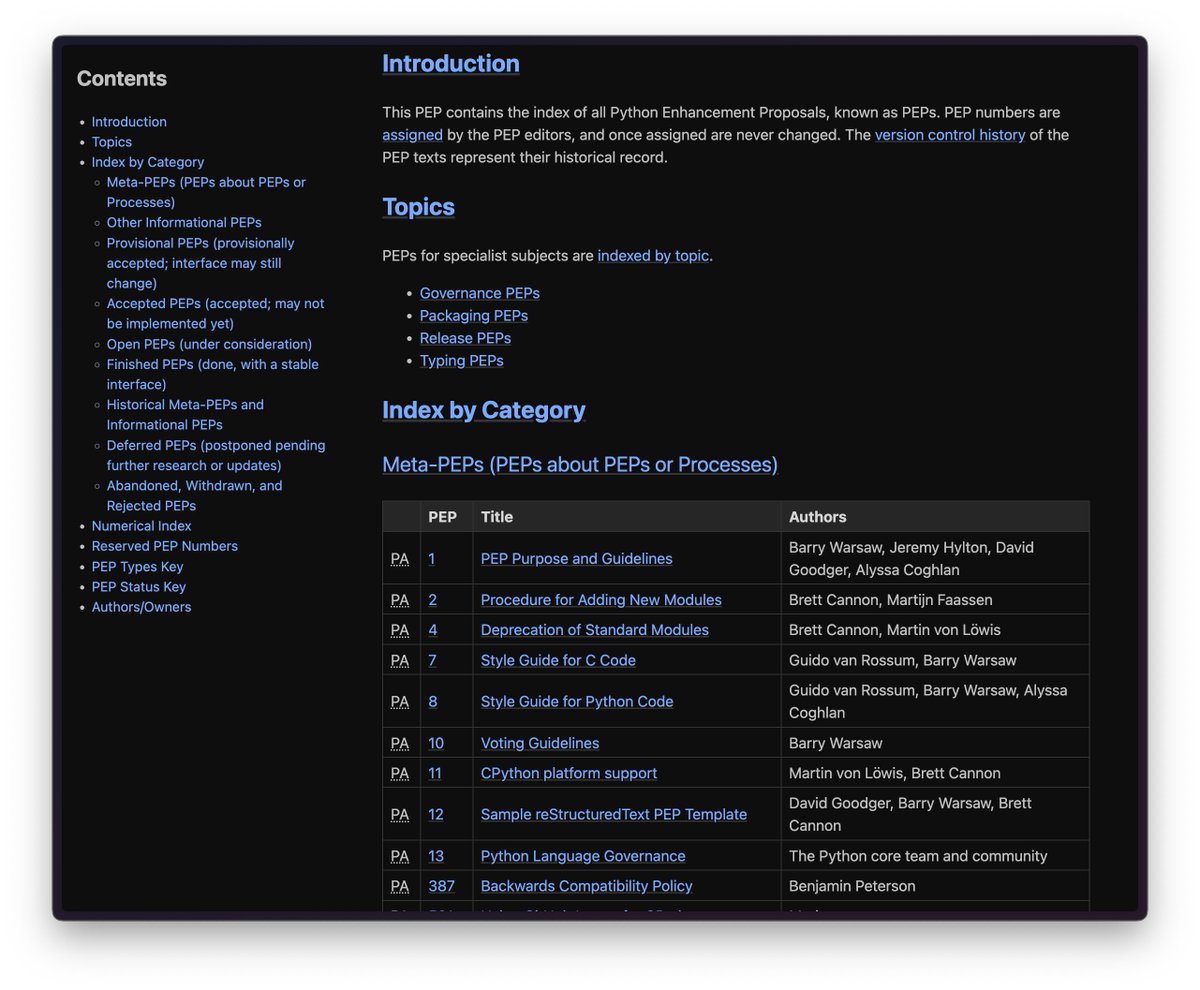 Contents
Introduction
Topics
Index by Category
Meta-PEPs (PEPs about PEPs or
Processes)
Other Informational PEPs
Provisional PEPs (provisionally
accepted; interface may still
change)
Accepted PEPs (accepted; may not
be implemented yet)
Open PEPs (under consideration)
Finished PEPs (done, with a stable
interface)
Historical Meta-PEPs and
Informational PEPs
Deferred PEPs (postponed pending
further research or updates)
Abandoned, Withdrawn, and
Rejected PEPs
Numerical Index
Reserved PEP Numbers
PEP Types Key
PEP Status Key
Authors/Owners
Introduction
This PEP contains the index of all Python Enhancement Proposals, known as PEPs. PEP numbers are
assigned by the PEP editors, and once assigned are never changed. The version control history of the
PEP texts represent their historical record.
Topics
PEPs for specialist subjects are indexed by topic.
Governance PEPs
Packaging PEPs
Release PEPs
Typing PEPs
Index by Category
Meta-PEPs (PEPs about PEPs or Processes)
PEP Title Authors
PA 1 PEP Purpose and Guidelines Barry Warsaw, Jeremy Hylton, David
Goodger, Alyssa Coghlan
PA 2 Procedure for Adding New Modules Brett Cannon, Martijn Faassen
PA 4 Deprecation of Standard Modules Brett Cannon, Martin von Löwis
PA 7 Style Guide for C Code Guido van Rossum, Barry Warsaw
PA 8 Style Guide for Python Code Guido van Rossum, Barry Warsaw, Alyssa
Coghlan
PA 10 Voting Guidelines Barry Warsaw
PA 11 CPython platform support Martin von Löwis, Brett Cannon
PA 12 Sample reStructuredText PEP Template David Goodger, Barry Warsaw, Brett
Cannon
PA 13 Python Language Governance The Python core team and community
PA 387 Backwards Compatibility Policy Benjamin Peterson